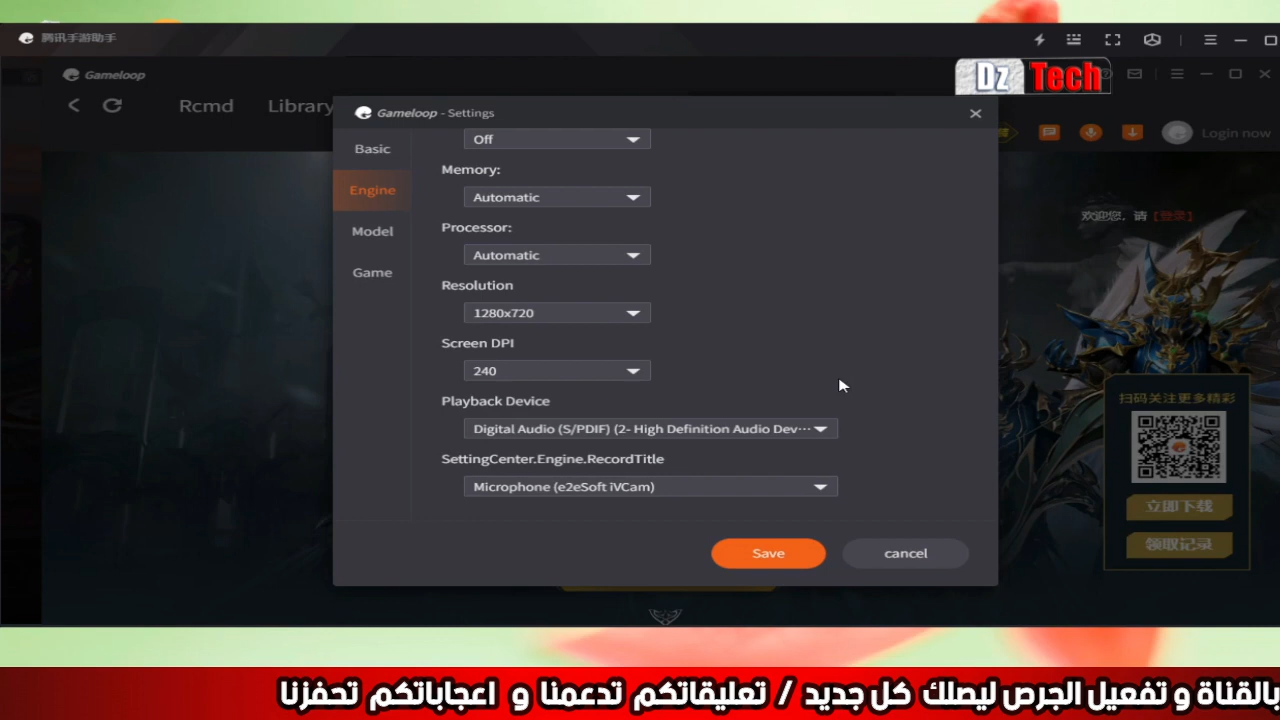 腾讯手游助手
Gameloop
Dz Tech
Rcmd
Library
Login now
Gameloop - Settings
Basic
Engine
Model
Game
Off
Memory:
Automatic
Processor:
Automatic
Resolution
1280x720
Screen DPI
240
Playback Device
Digital Audio (S/PDIF) (2- High Definition Audio Dev···
SettingCenter.Engine.RecordTitle
Microphone (e2eSoft iVCam)
Save
cancel
欢迎您，请 [登录]
扫码关注更多精彩
立即下载
领取记录
بالقناة و تفعيل الجرص ليصلك كل جديد / تعليقاتكم تدعمنا و اعجاباتكم تحفزنا